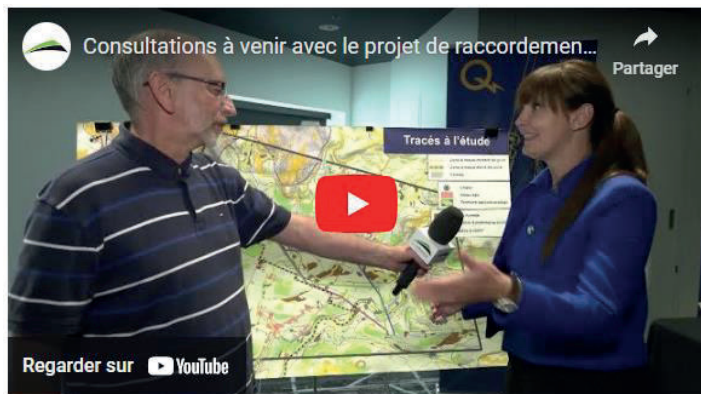 Consultations à venir avec le projet de raccordemen...
Partager
Tracés à l'étude
Regarder sur YouTube